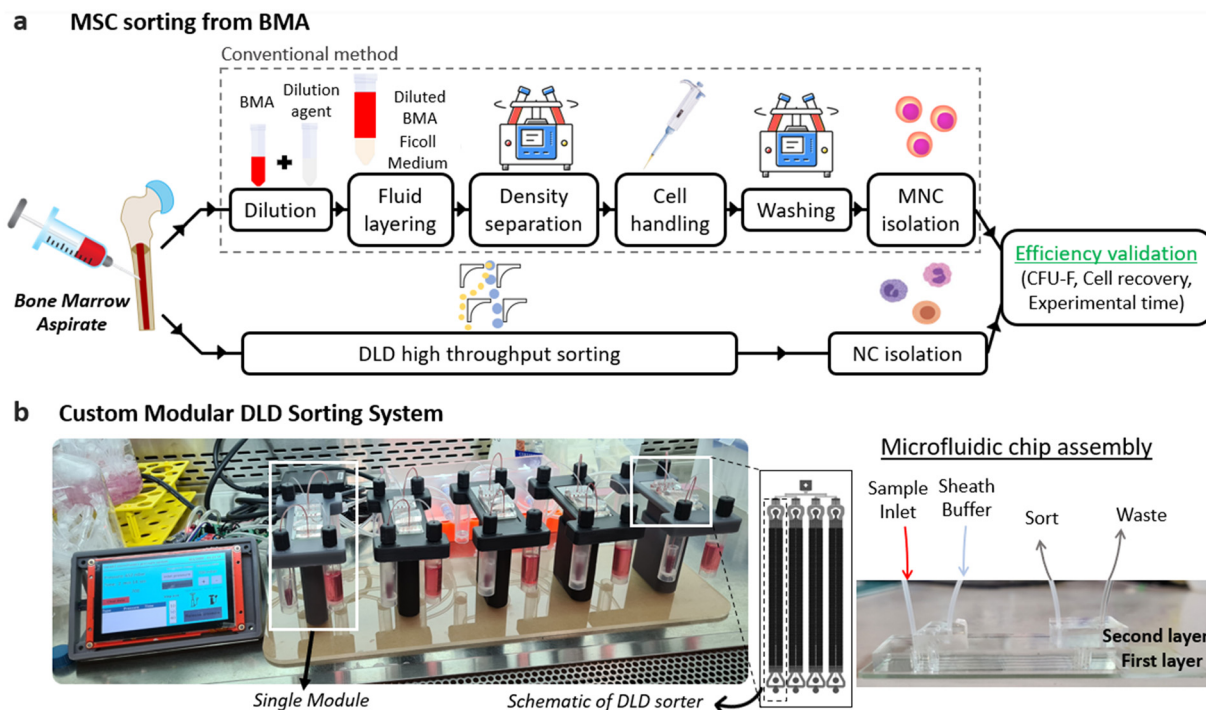 a MSC sorting from BMA
Conventional method
BMA
Dilution
agent
Diluted
BMA
Ficoll
Medium
Dilution
Fluid
layering
Density
separation
Cell
handling
Washing
MNC
isolation
Bone Marrow
Aspirate
DLD high throughput sorting
NC isolation
Efficiency validation
(CFU-F, Cell recovery,
Experimental time)
b Custom Modular DLD Sorting System
Single Module
Schematic of DLD sorter
Microfluidic chip assembly
Sample
Inlet
Sheath
Buffer
Sort
Waste
Second layer
First layer